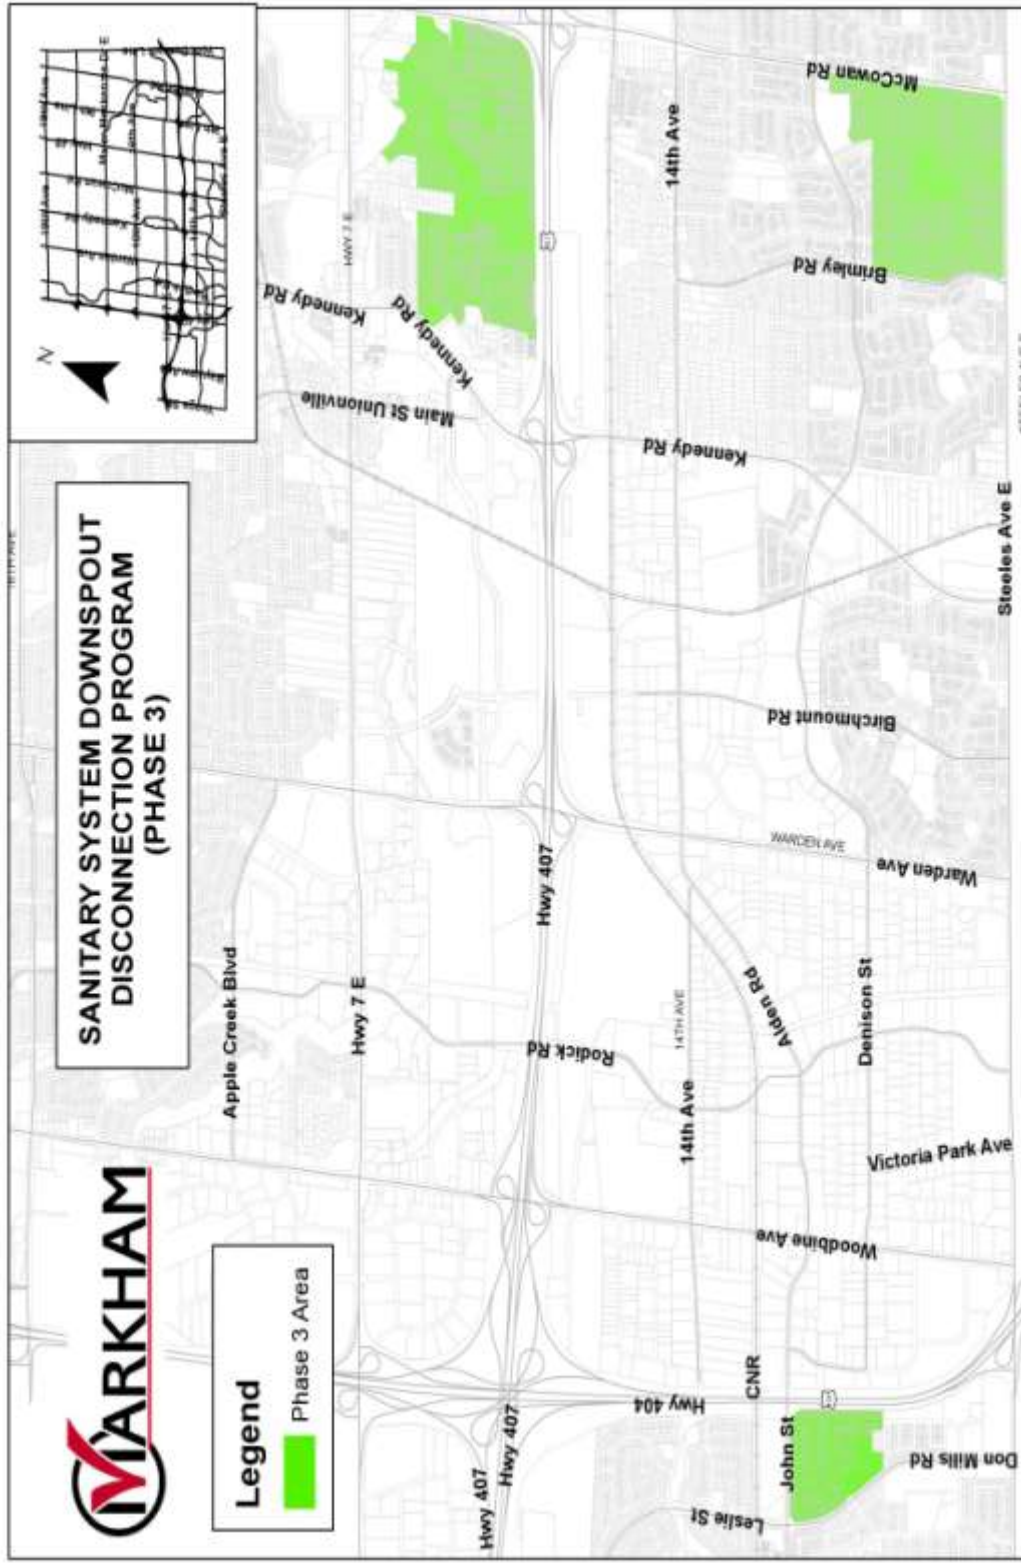 SANITARY SYSTEM DOWNSPOUT
DISCONNECTION PROGRAM
(PHASE 3)
MARKHAM
Legend
Phase 3 Area
N
Apple Creek Blvd
Hwy 7 E
HWY 7 E
Kennedy Rd
Kennedy Rd
Main St Unionville
Hwy 407
Hwy 407
Hwy 407
Rodick Rd
Kennedy Rd
14th Ave
14th Ave
14TH AVE
McCowan Rd
Brimley Rd
Birchmount Rd
WARDEN AVE
Warden Ave
Alden Rd
Denison St
Victoria Park Ave
Woodbine Ave
Hwy 404
CNR
John St
Leslie St
Don Mills Rd
Steeles Ave E